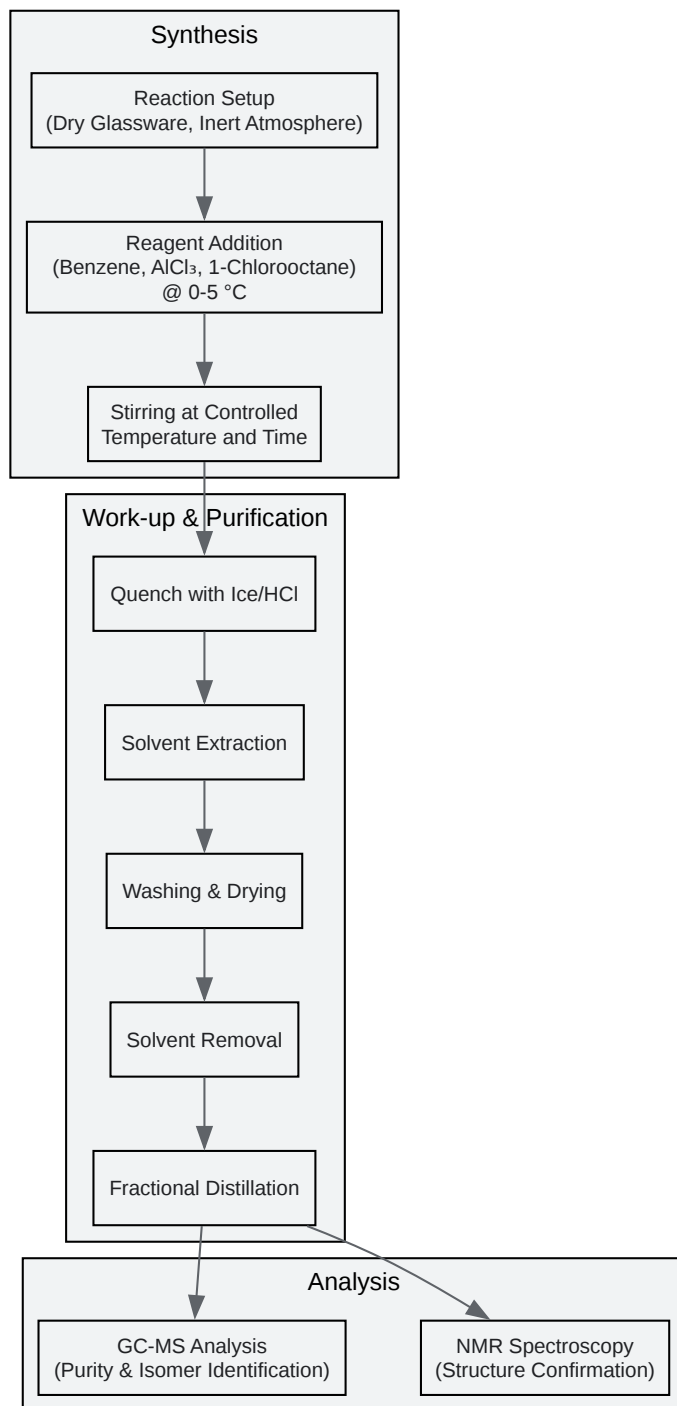 Synthesis
Reaction Setup
(Dry Glassware, Inert Atmosphere)
Reagent Addition
(Benzene, AlCl₃, 1-Chlorooctane)
@ 0-5 °C
Stirring at Controlled
Temperature and Time
Work-up & Purification
Quench with Ice/HCl
Solvent Extraction
Washing & Drying
Solvent Removal
Fractional Distillation
Analysis
GC-MS Analysis
(Purity & Isomer Identification)
NMR Spectroscopy
(Structure Confirmation)